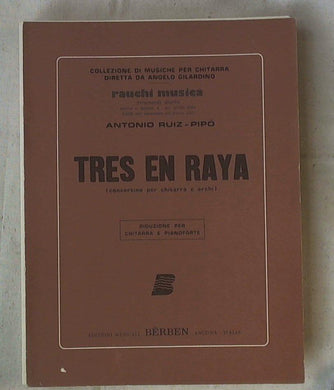 COLLEZIONE DI MUSICHE PER CHITARRA
DIRETTA DA ANGELO GILARDINO
rauchi musica
ANTONIO RUIZ-PIPÓ
TRES EN RAYA
(concertino per chitarra e archi)
RIDUZIONE PER
CHITARRA E PIANOFORTE
EDIZIONI MUSICALI BÈRBEN ANCONA - ITALIA